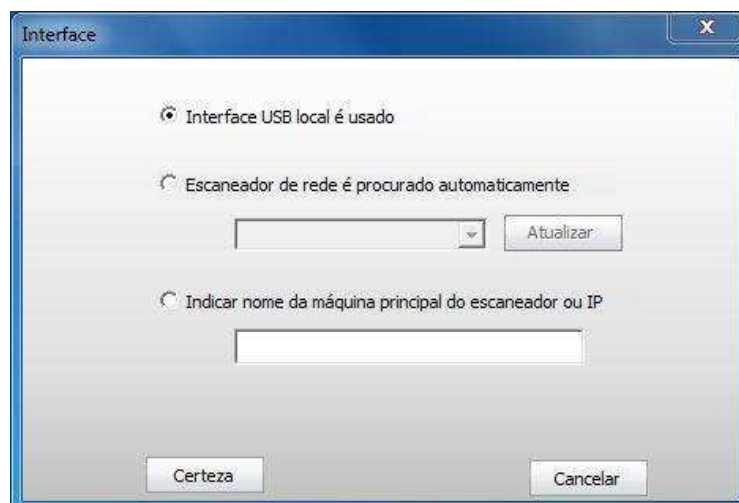 Interface
X
Interface USB local é usado
Escaneador de rede é procurado automaticamente
Atualizar
Indicar nome da máquina principal do escaneador ou IP
Certeza
Cancelar